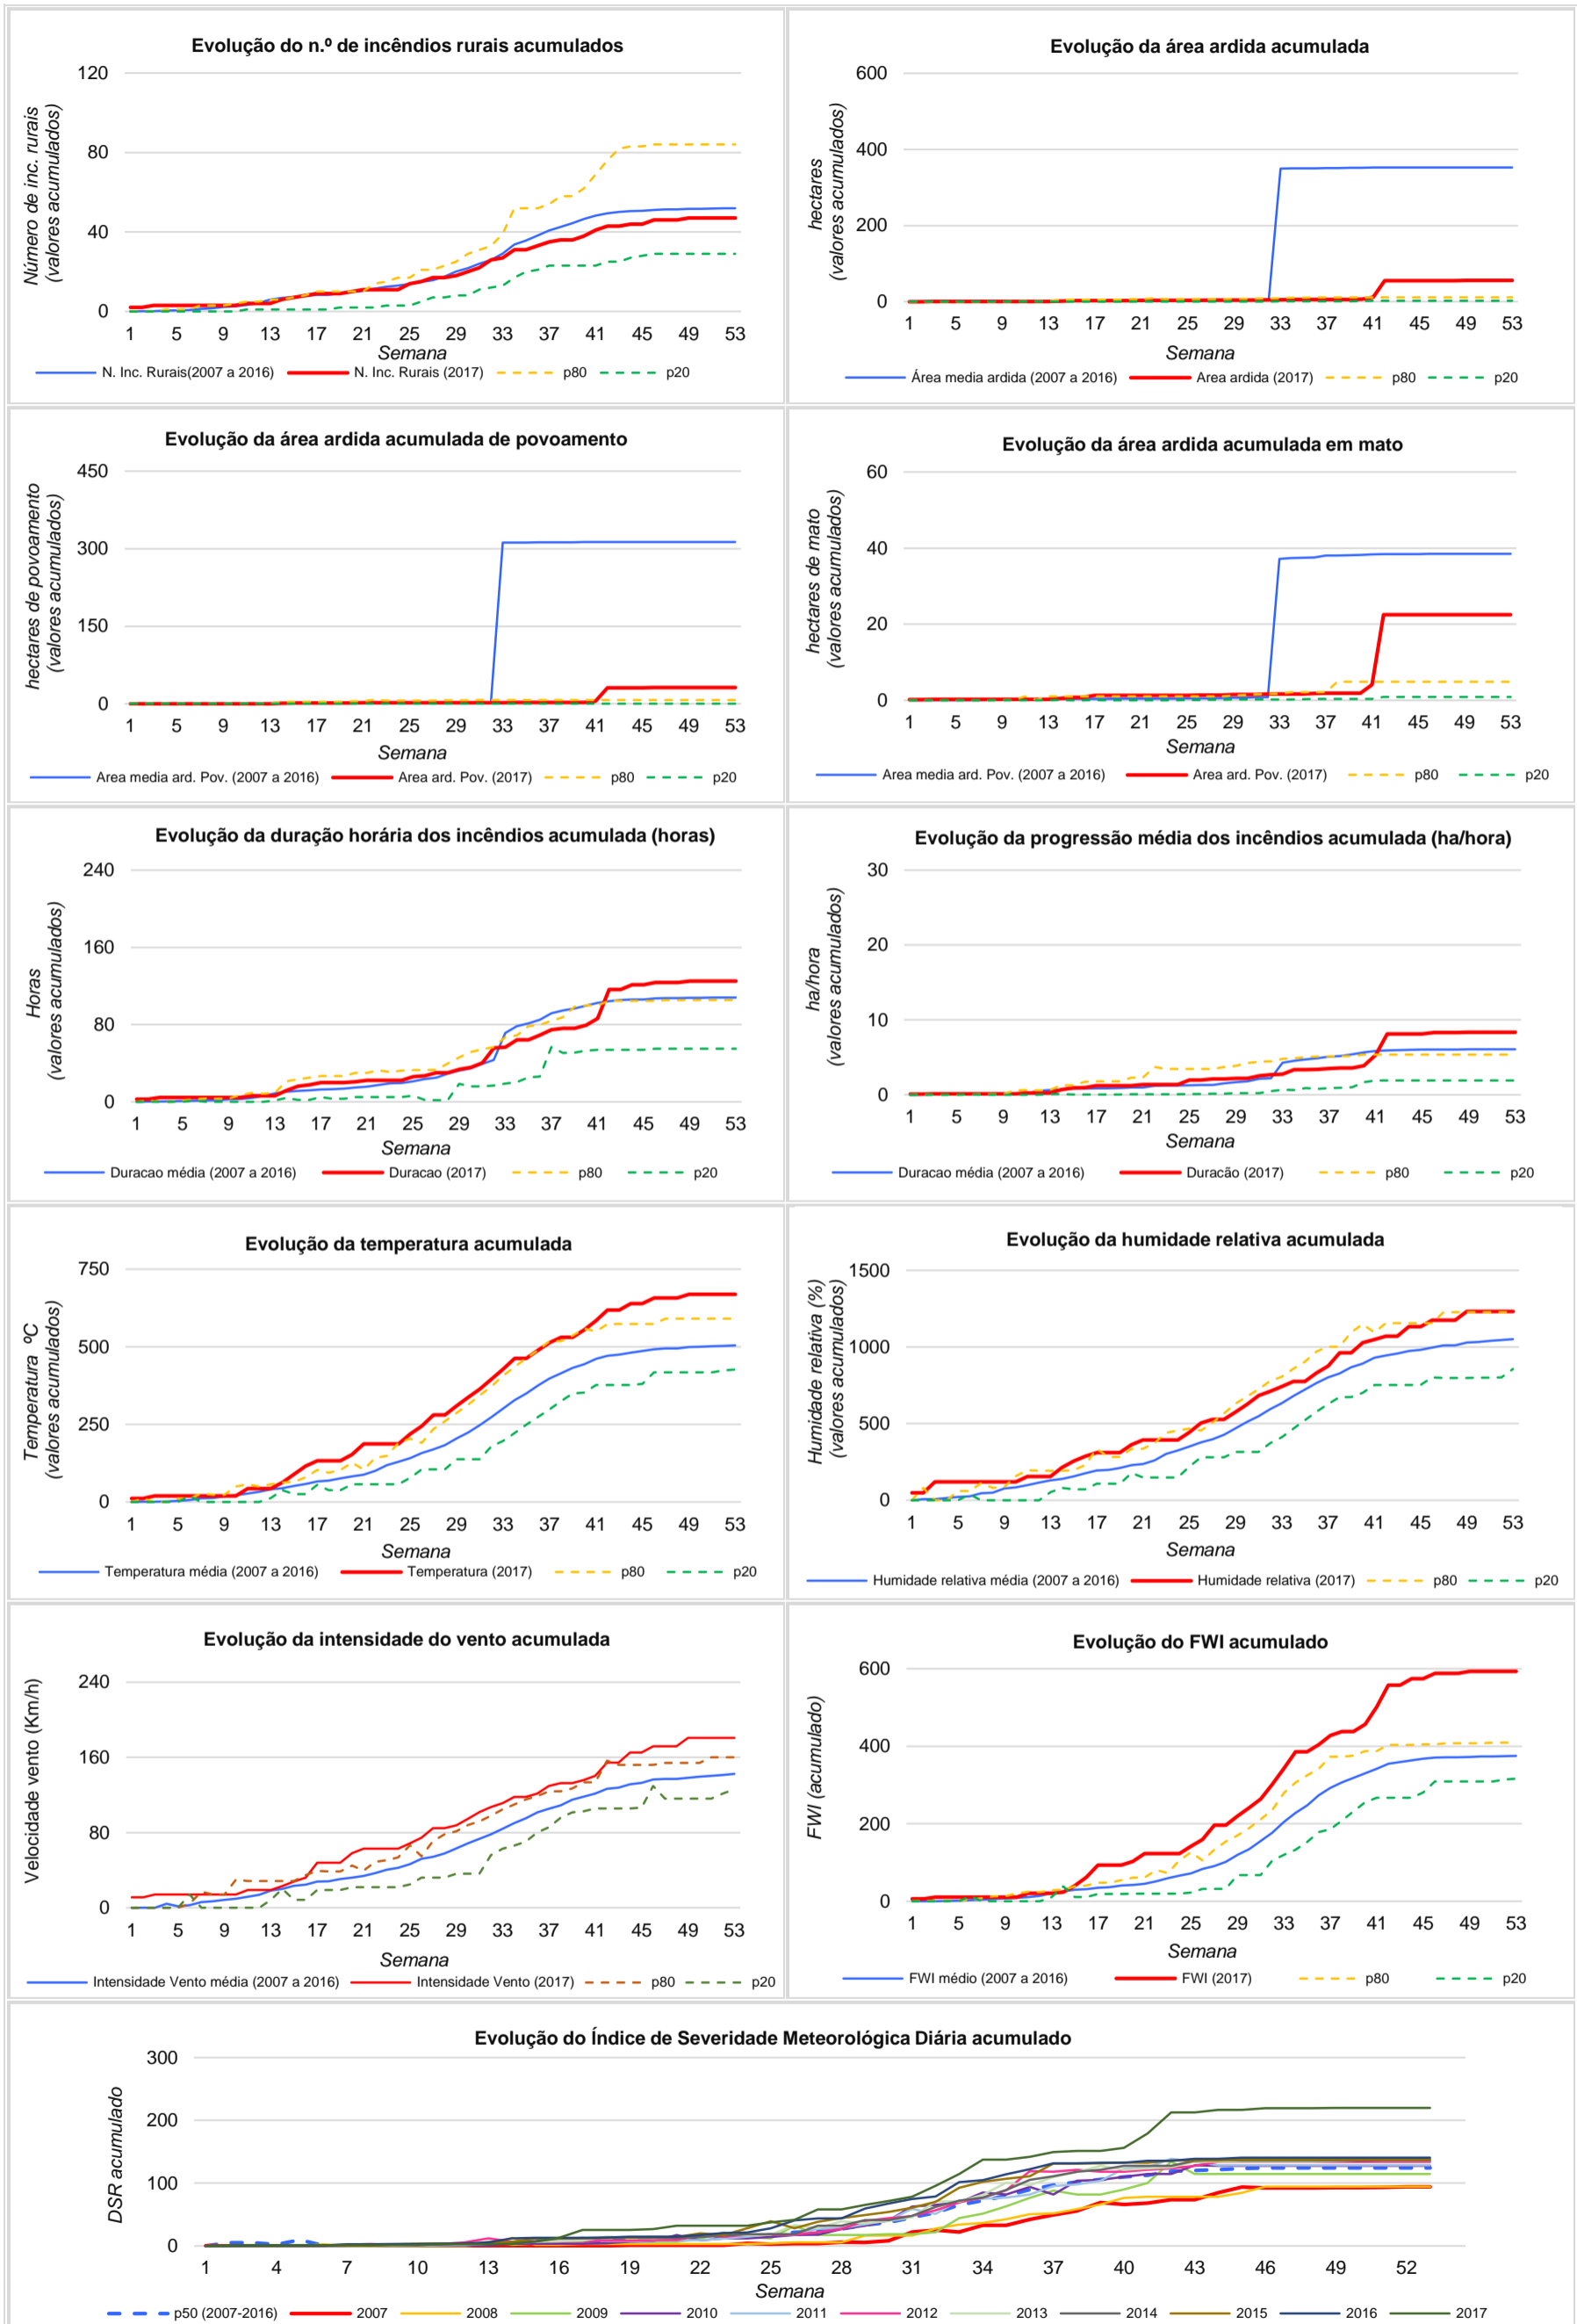 Evolução do n.º de incêndios rurais acumulados
Número de inc. rurais
(valores acumulados)
120
80
40
0
1 5 9 13 17 21 25 29 33 37 41 45 49 53
Semana
N. Inc. Rurais(2007 a 2016) N. Inc. Rurais (2017) p80 p20
Evolução da área ardida acumulada
hectares
(valores acumulados)
600
400
200
0
1 5 9 13 17 21 25 29 33 37 41 45 49 53
Semana
Área media ardida (2007 a 2016) Area ardida (2017) p80 p20
Evolução da área ardida acumulada de povoamento
hectares de povoamento
(valores acumulados)
450
300
150
0
1 5 9 13 17 21 25 29 33 37 41 45 49 53
Semana
Area media ard. Pov. (2007 a 2016) Area ard. Pov. (2017) p80 p20
Evolução da área ardida acumulada em mato
hectares de mato
(valores acumulados)
60
40
20
0
1 5 9 13 17 21 25 29 33 37 41 45 49 53
Semana
Area media ard. Pov. (2007 a 2016) Area ard. Pov. (2017) p80 p20
Evolução da duração horária dos incêndios acumulada (horas)
Horas
(valores acumulados)
240
160
80
0
1 5 9 13 17 21 25 29 33 37 41 45 49 53
Semana
Duracao média (2007 a 2016) Duracao (2017) p80 p20
Evolução da progressão média dos incêndios acumulada (ha/hora)
ha/hora
(valores acumulados)
30
20
10
0
1 5 9 13 17 21 25 29 33 37 41 45 49 53
Semana
Duracao média (2007 a 2016) Duracão (2017) p80 p20
Evolução da temperatura acumulada
Temperatura ºC
(valores acumulados)
750
500
250
0
1 5 9 13 17 21 25 29 33 37 41 45 49 53
Semana
Temperatura média (2007 a 2016) Temperatura (2017) p80 p20
Evolução da humidade relativa acumulada
Humidade relativa (%)
(valores acumulados)
1500
1000
500
0
1 5 9 13 17 21 25 29 33 37 41 45 49 53
Semana
Humidade relativa média (2007 a 2016) Humidade relativa (2017) p80 p20
Evolução da intensidade do vento acumulada
Velocidade vento (Km/h)
240
160
80
0
1 5 9 13 17 21 25 29 33 37 41 45 49 53
Semana
Intensidade Vento média (2007 a 2016) Intensidade Vento (2017) p80 p20
Evolução do FWI acumulado
FWI (acumulado)
600
400
200
0
1 5 9 13 17 21 25 29 33 37 41 45 49 53
Semana
FWI médio (2007 a 2016) FWI (2017) p80 p20
Evolução do Índice de Severidade Meteorológica Diária acumulado
DSR acumulado
300
200
100
0
1 4 7 10 13 16 19 22 25 28 31 34 37 40 43 46 49 52
Semana
p50 (2007-2016) 2007 2008 2009 2010 2011 2012 2013 2014 2015 2016 2017